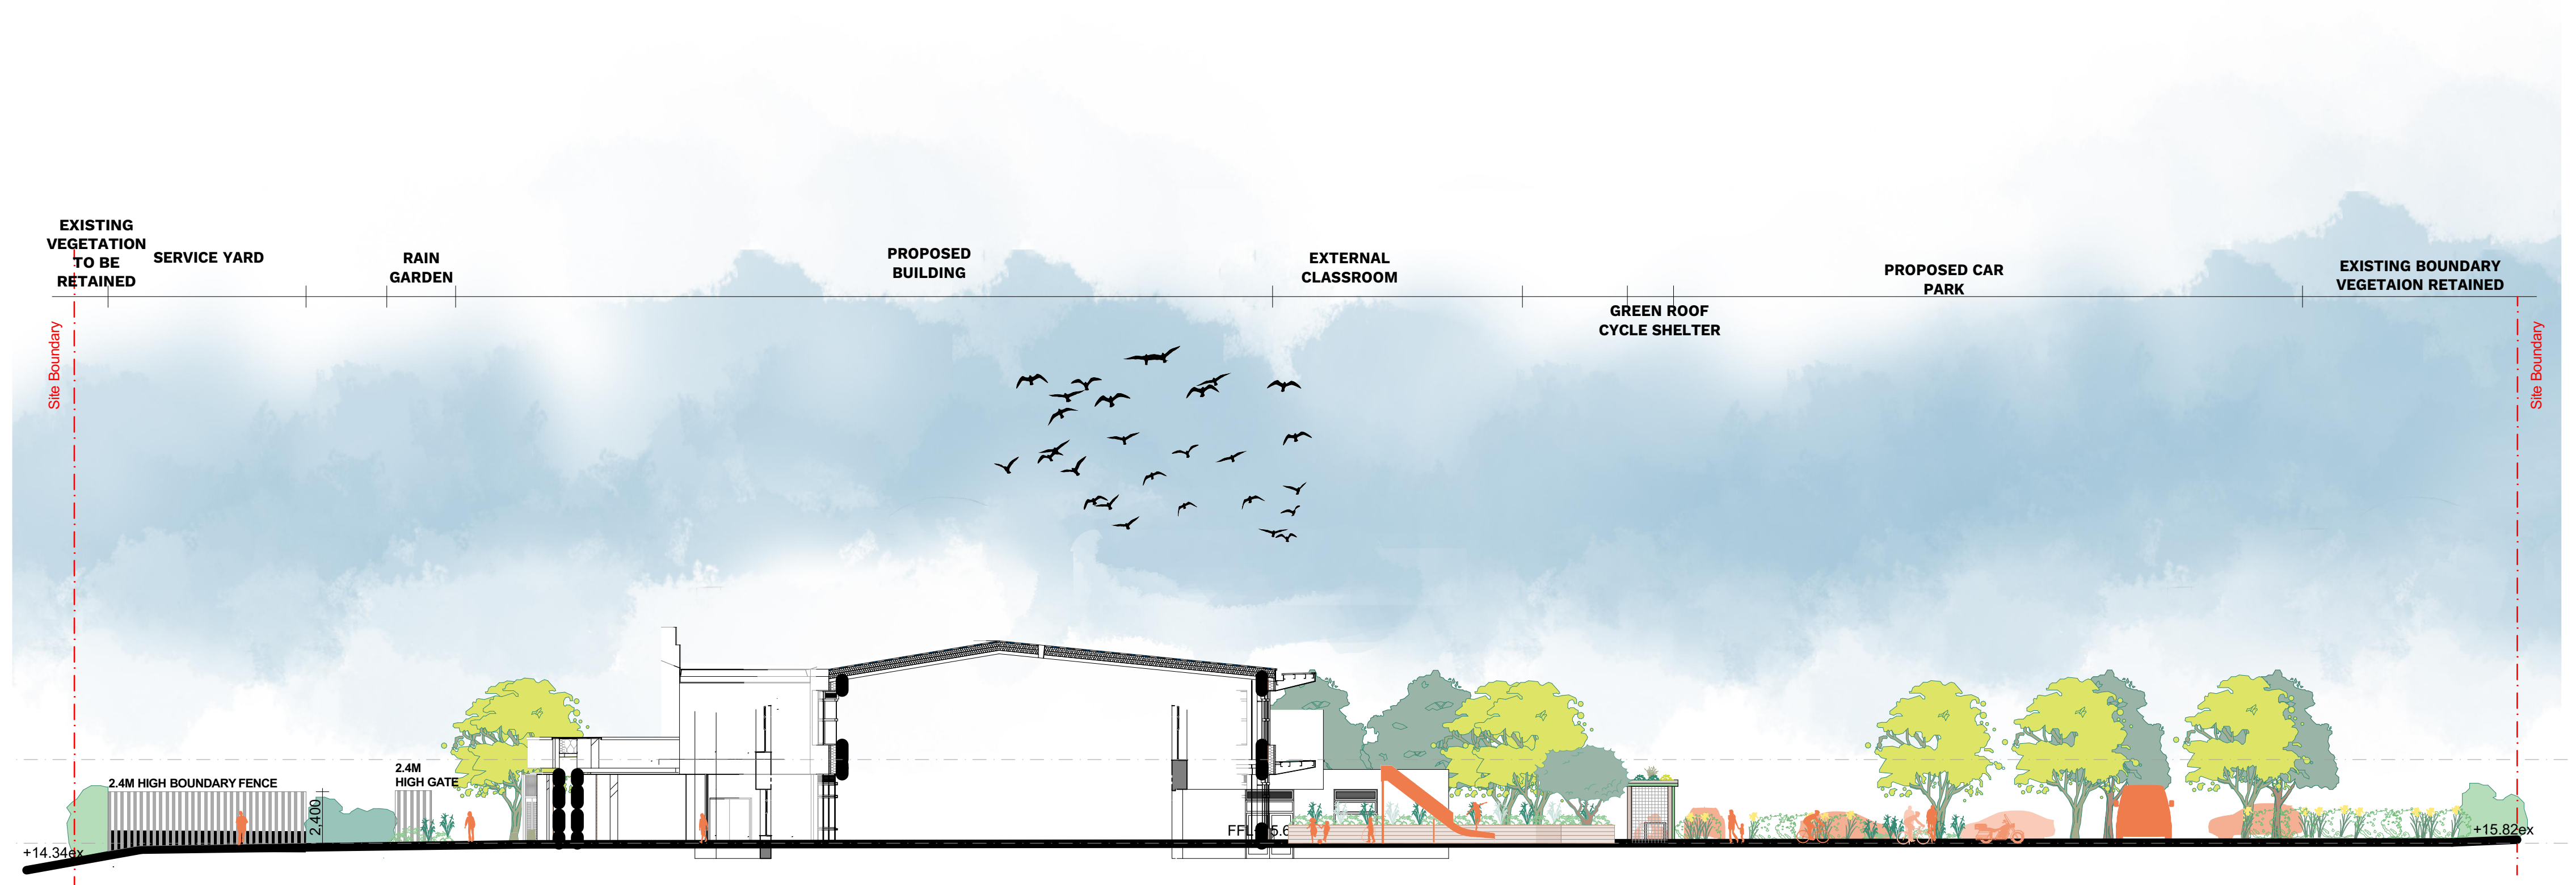 EXISTING
VEGETATION
TO BE
RETAINED
SERVICE YARD
RAIN
GARDEN
PROPOSED
BUILDING
EXTERNAL
CLASSROOM
GREEN ROOF
CYCLE SHELTER
PROPOSED CAR
PARK
EXISTING BOUNDARY
VEGETAION RETAINED
Site Boundary
Site Boundary
2.4M HIGH BOUNDARY FENCE
2,400
2.4M
HIGH GATE
+14.34ex
+15.82ex